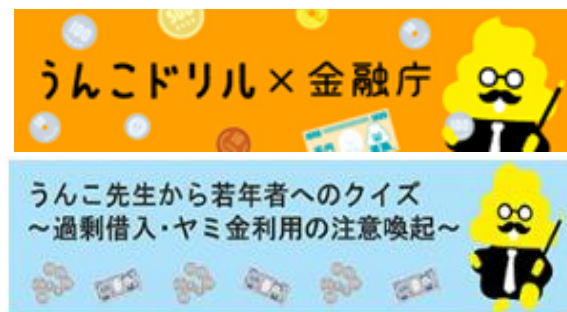 うんこドリル×金融庁
うんこ先生から若年者へのクイズ
~過剰借入・ヤミ金利用の注意喚起~